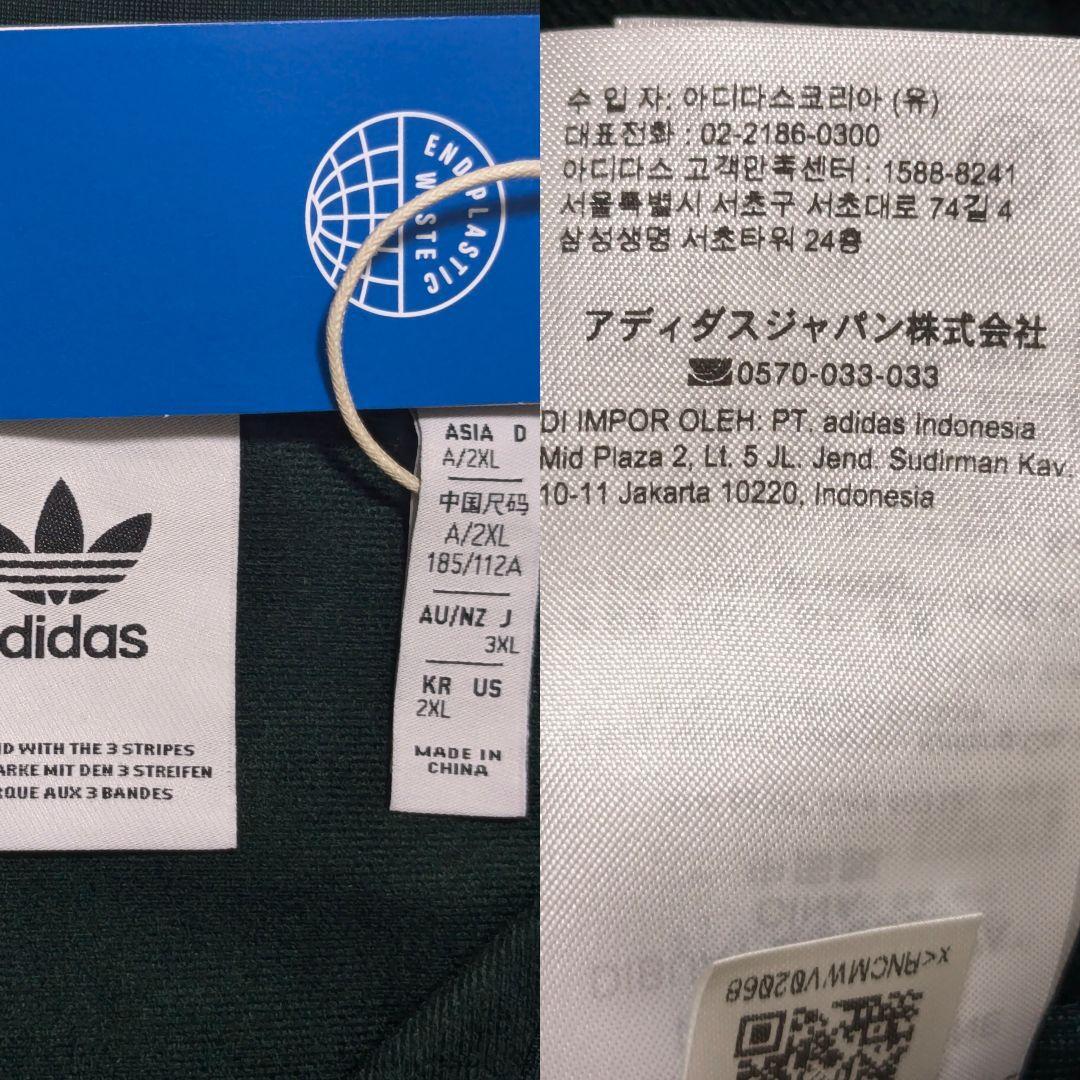 END PLASTIC
WASTE
adidas
D WITH THE 3 STRIPES
ARKE MIT DEN 3 STREIFEN
QUE AUX 3 BANDES
ASIA D
A/2XL
中国尺码
A/2XL
185/112A
AU/NZ J
3XL
KR US
2XL
MADE IN
CHINA
수 입 자: 아디다스코리아 (유)
대표전화 : 02-2186-0300
아디다스 고객만족센터 : 1588-8241
서울특별시 서초구 서초대로 74길 4
삼성생명 서초타워 24층
アディダスジャパン株式会社
0570-033-033
DI IMPOR OLEH: PT. adidas Indonesia
Mid Plaza 2, Lt. 5 JL. Jend. Sudirman Kav.
10-11 Jakarta 10220, Indonesia
x<RNCMWV02068